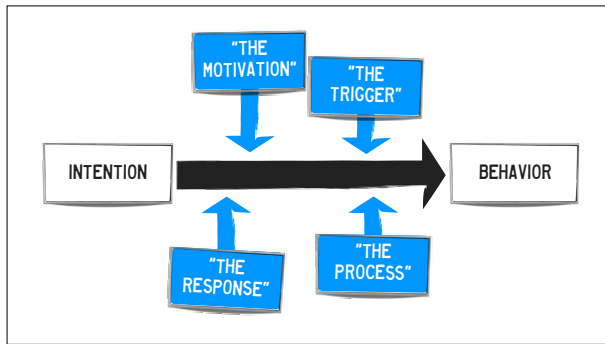 "THE
MOTIVATION"
"THE
TRIGGER"
INTENTION
BEHAVIOR
"THE
RESPONSE"
"THE
PROCESS"